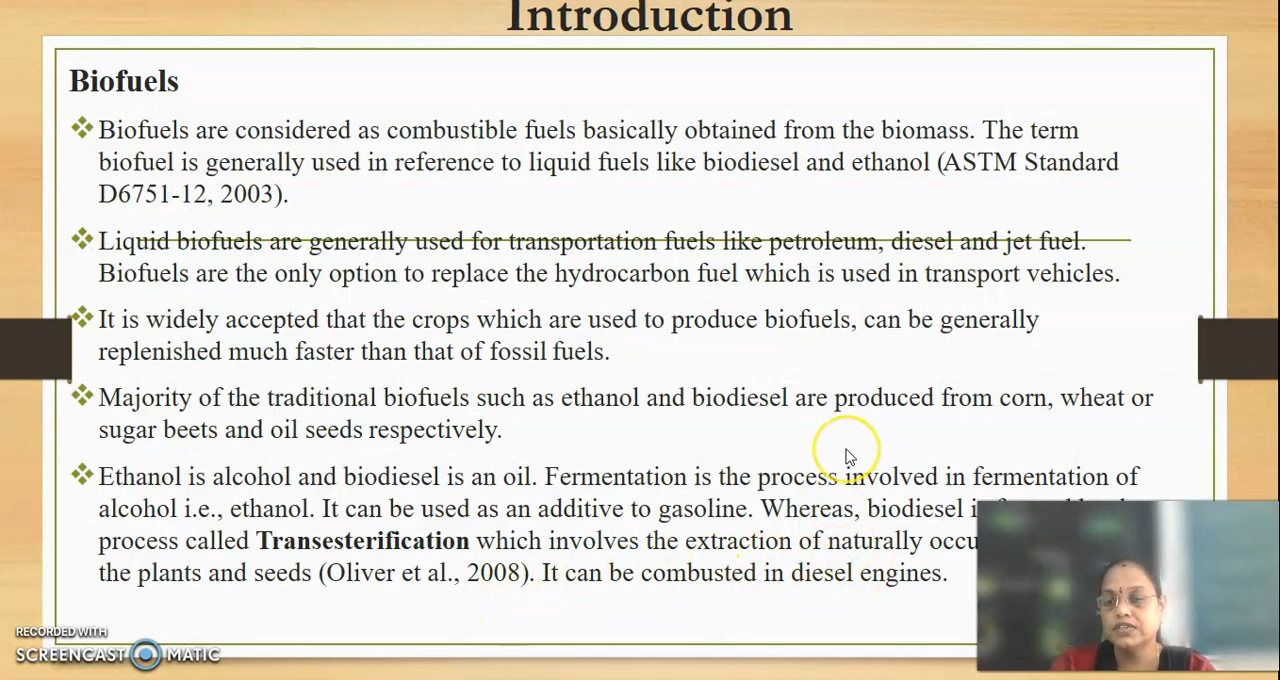 Introduction
Biofuels
Biofuels are considered as combustible fuels basically obtained from the biomass. The term
biofuel is generally used in reference to liquid fuels like biodiesel and ethanol (ASTM Standard
D6751-12, 2003).
Liquid biofuels are generally used for transportation fuels like petroleum, diesel and jet fuel.
Biofuels are the only option to replace the hydrocarbon fuel which is used in transport vehicles.
It is widely accepted that the crops which are used to produce biofuels, can be generally
replenished much faster than that of fossil fuels.
Majority of the traditional biofuels such as ethanol and biodiesel are produced from corn, wheat or
sugar beets and oil seeds respectively.
Ethanol is alcohol and biodiesel is an oil. Fermentation is the process involved in fermentation of
alcohol i.e., ethanol. It can be used as an additive to gasoline. Whereas, biodiesel
process called Transesterification which involves the extraction of naturally
the plants and seeds (Oliver et al., 2008). It can be combusted in diesel engines.
RECORDED WITH
SCREENCAST MATIC